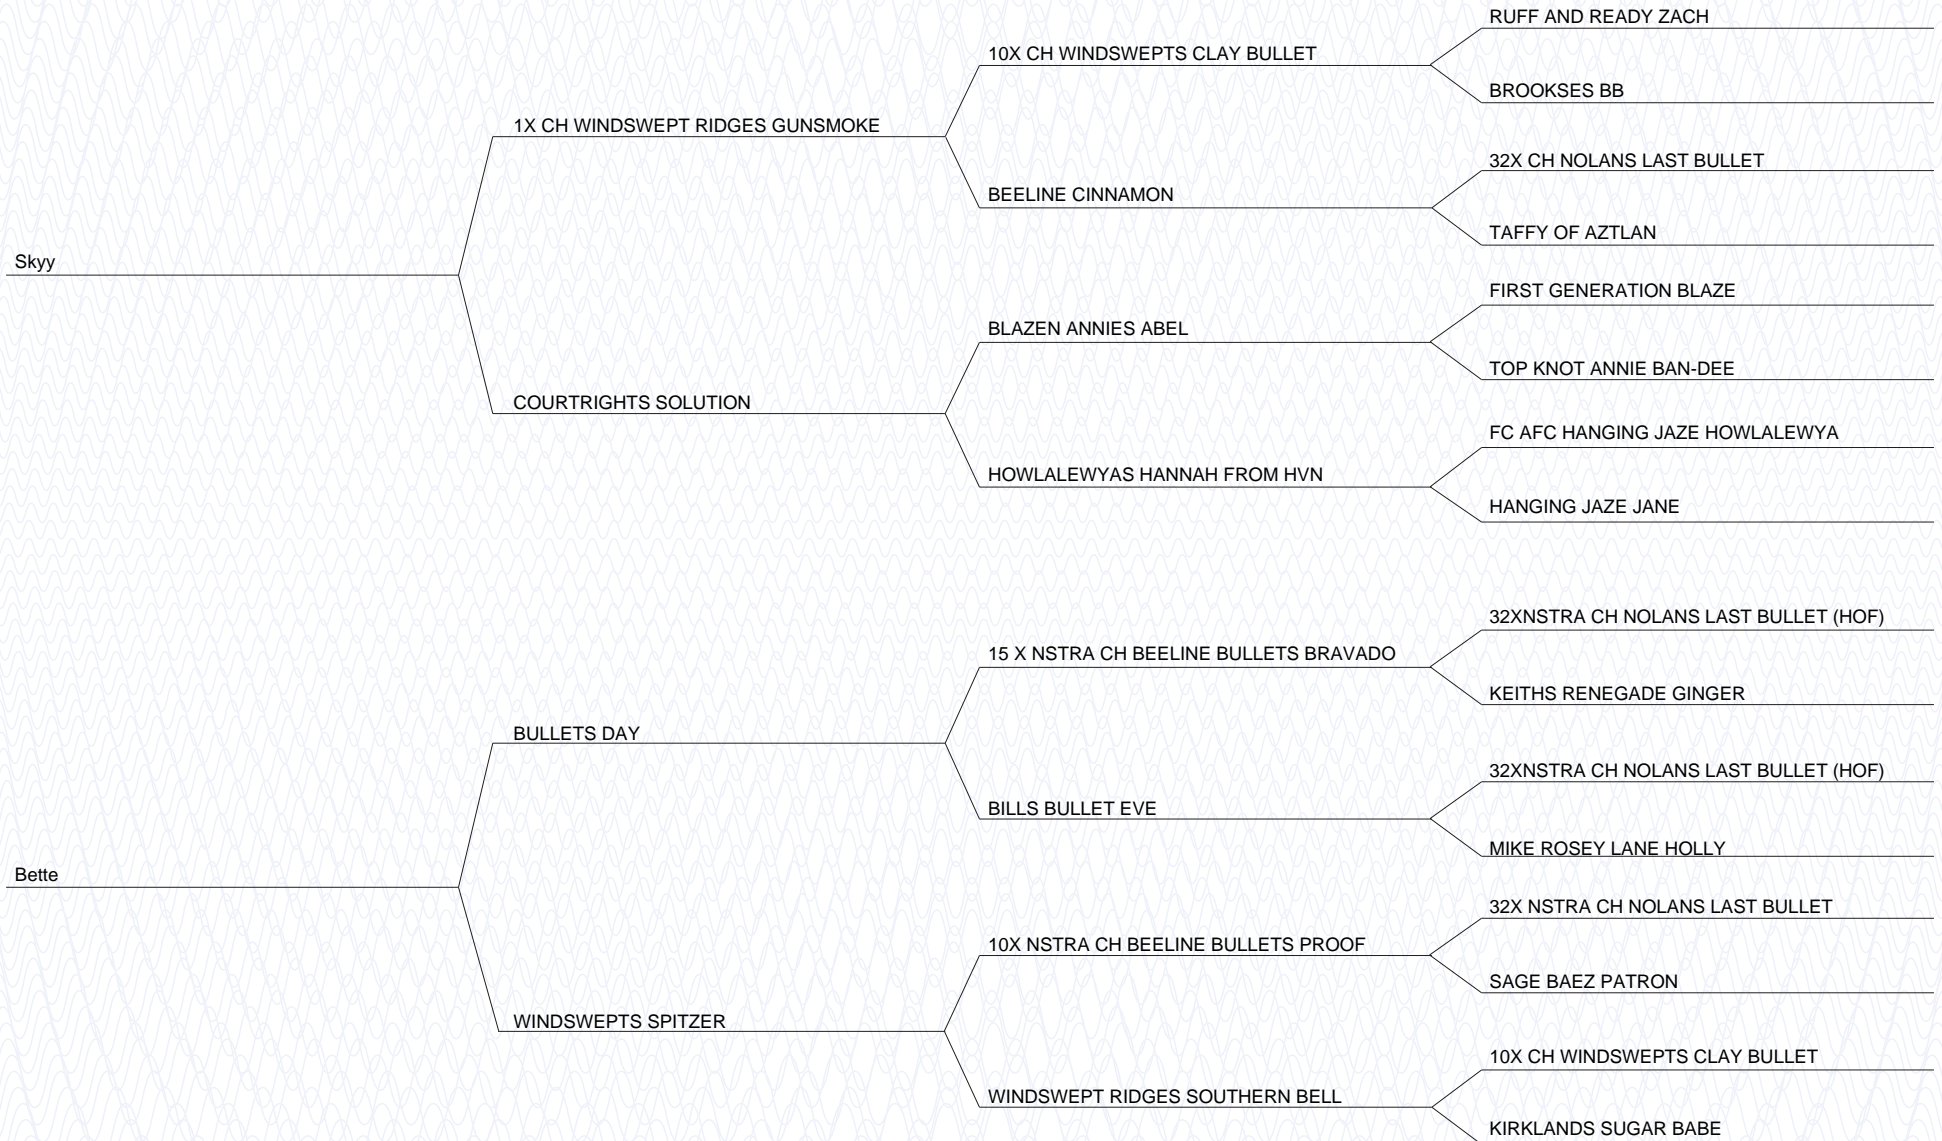 RUFF AND READY ZACH
10X CH WINDSWEPTS CLAY BULLET
BROOKSES BB
1X CH WINDSWEPT RIDGES GUNSMOKE
32X CH NOLANS LAST BULLET
BEELINE CINNAMON
TAFFY OF AZTLAN
Skyy
FIRST GENERATION BLAZE
BLAZEN ANNIES ABEL
TOP KNOT ANNIE BAN-DEE
COURTRIGHTS SOLUTION
FC AFC HANGING JAZE HOWLALEWYA
HOWLALEWYAS HANNAH FROM HVN
HANGING JAZE JANE
32XNSTRA CH NOLANS LAST BULLET (HOF)
15 X NSTRA CH BEELINE BULLETS BRAVADO
KEITHS RENEGADE GINGER
BULLETS DAY
32XNSTRA CH NOLANS LAST BULLET (HOF)
BILLS BULLET EVE
MIKE ROSEY LANE HOLLY
Bette
32X NSTRA CH NOLANS LAST BULLET
10X NSTRA CH BEELINE BULLETS PROOF
SAGE BAEZ PATRON
WINDSWEPTS SPITZER
10X CH WINDSWEPTS CLAY BULLET
WINDSWEPT RIDGES SOUTHERN BELL
KIRKLANDS SUGAR BABE